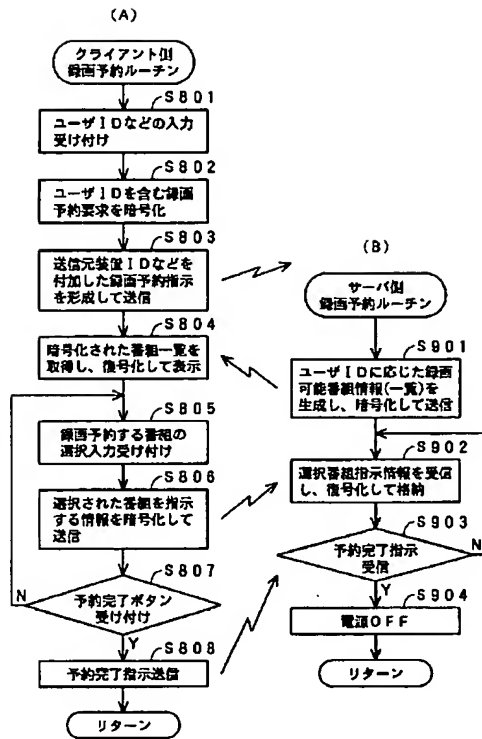 (A)
クライアント側
録画予約ルーチン
S801
ユーザIDなどの入力
受け付け
S802
ユーザIDを含む録画
予約要求を暗号化
S803
送信元装置IDなどを
付加した録画予約指示
を形成して送信
S804
暗号化された番組一覧を
取得し、復号化して表示
S805
録画予約する番組の
選択入力受け付け
S806
選択された番組を指示
する情報を暗号化して
送信
S807
予約完了ボタン
受け付け
N
Y
S808
予約完了指示送信
リターン
(B)
サーバ側
録画予約ルーチン
S901
ユーザIDに応じた録画
可能番組情報(一覧)を
生成し、暗号化して送信
S902
選択番組指示情報を受信
し、復号化して格納
S903
予約完了指示
受信
N
Y
S904
電源OFF
リターン